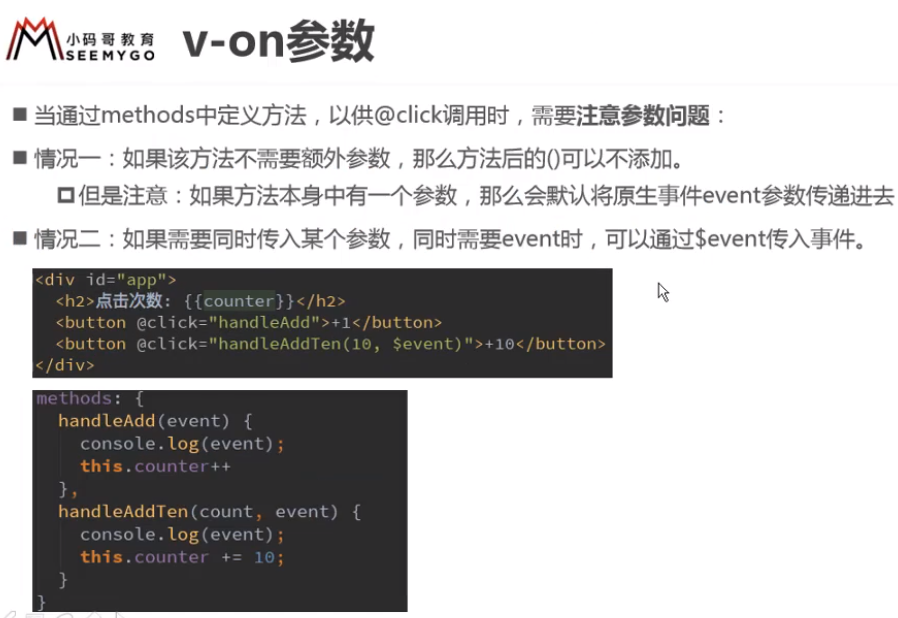 小码哥教育
SEEMYGO
v-on参数
当通过methods中定义方法，以供@click调用时，需要注意参数问题：
情况一：如果该方法不需要额外参数，那么方法后的()可以不添加。
但是注意：如果方法本身中有一个参数，那么会默认将原生事件event参数传递进去
情况二：如果需要同时传入某个参数，同时需要event时，可以通过$event传入事件。
<div id="app">
  <h2>点击次数: {{counter}}</h2>
  <button @click="handleAdd">+1</button>
  <button @click="handleAddTen(10, $event)">+10</button>
</div>
methods: {
  handleAdd(event) {
    console.log(event);
    this.counter++
  },
  handleAddTen(count, event) {
    console.log(event);
    this.counter += 10;
  }
}